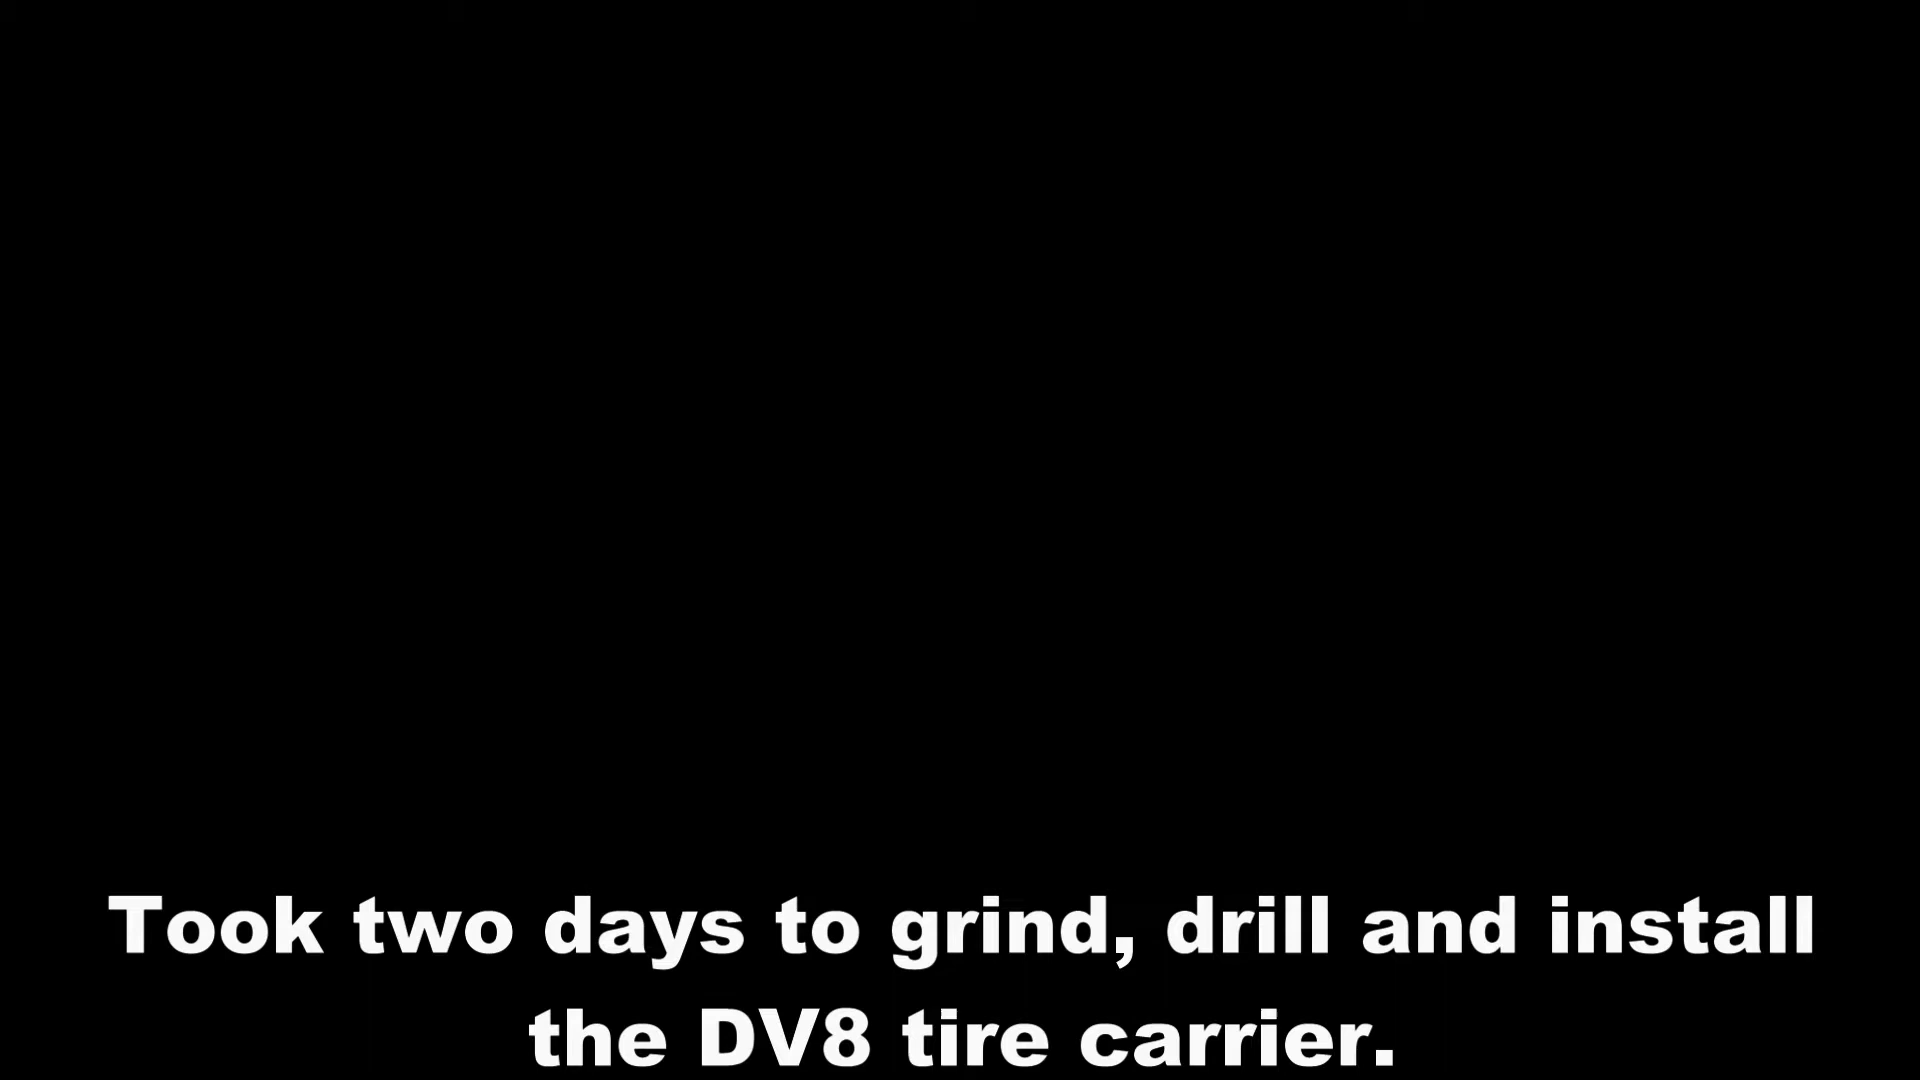 Took two days to grind, drill and install
the DV8 tire carrier.